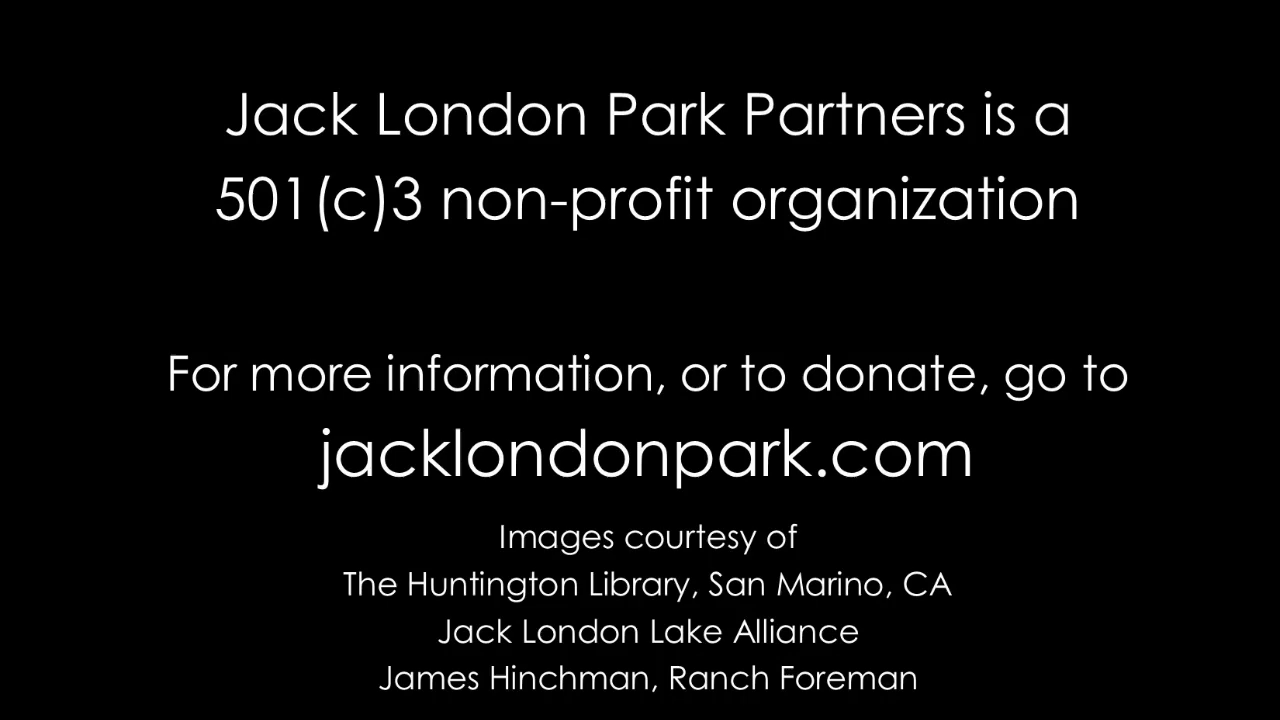 Jack London Park Partners is a
501(c)3 non-profit organization
For more information, or to donate, go to
jacklondonpark.com
Images courtesy of
The Huntington Library, San Marino, CA
Jack London Lake Alliance
James Hinchman, Ranch Foreman